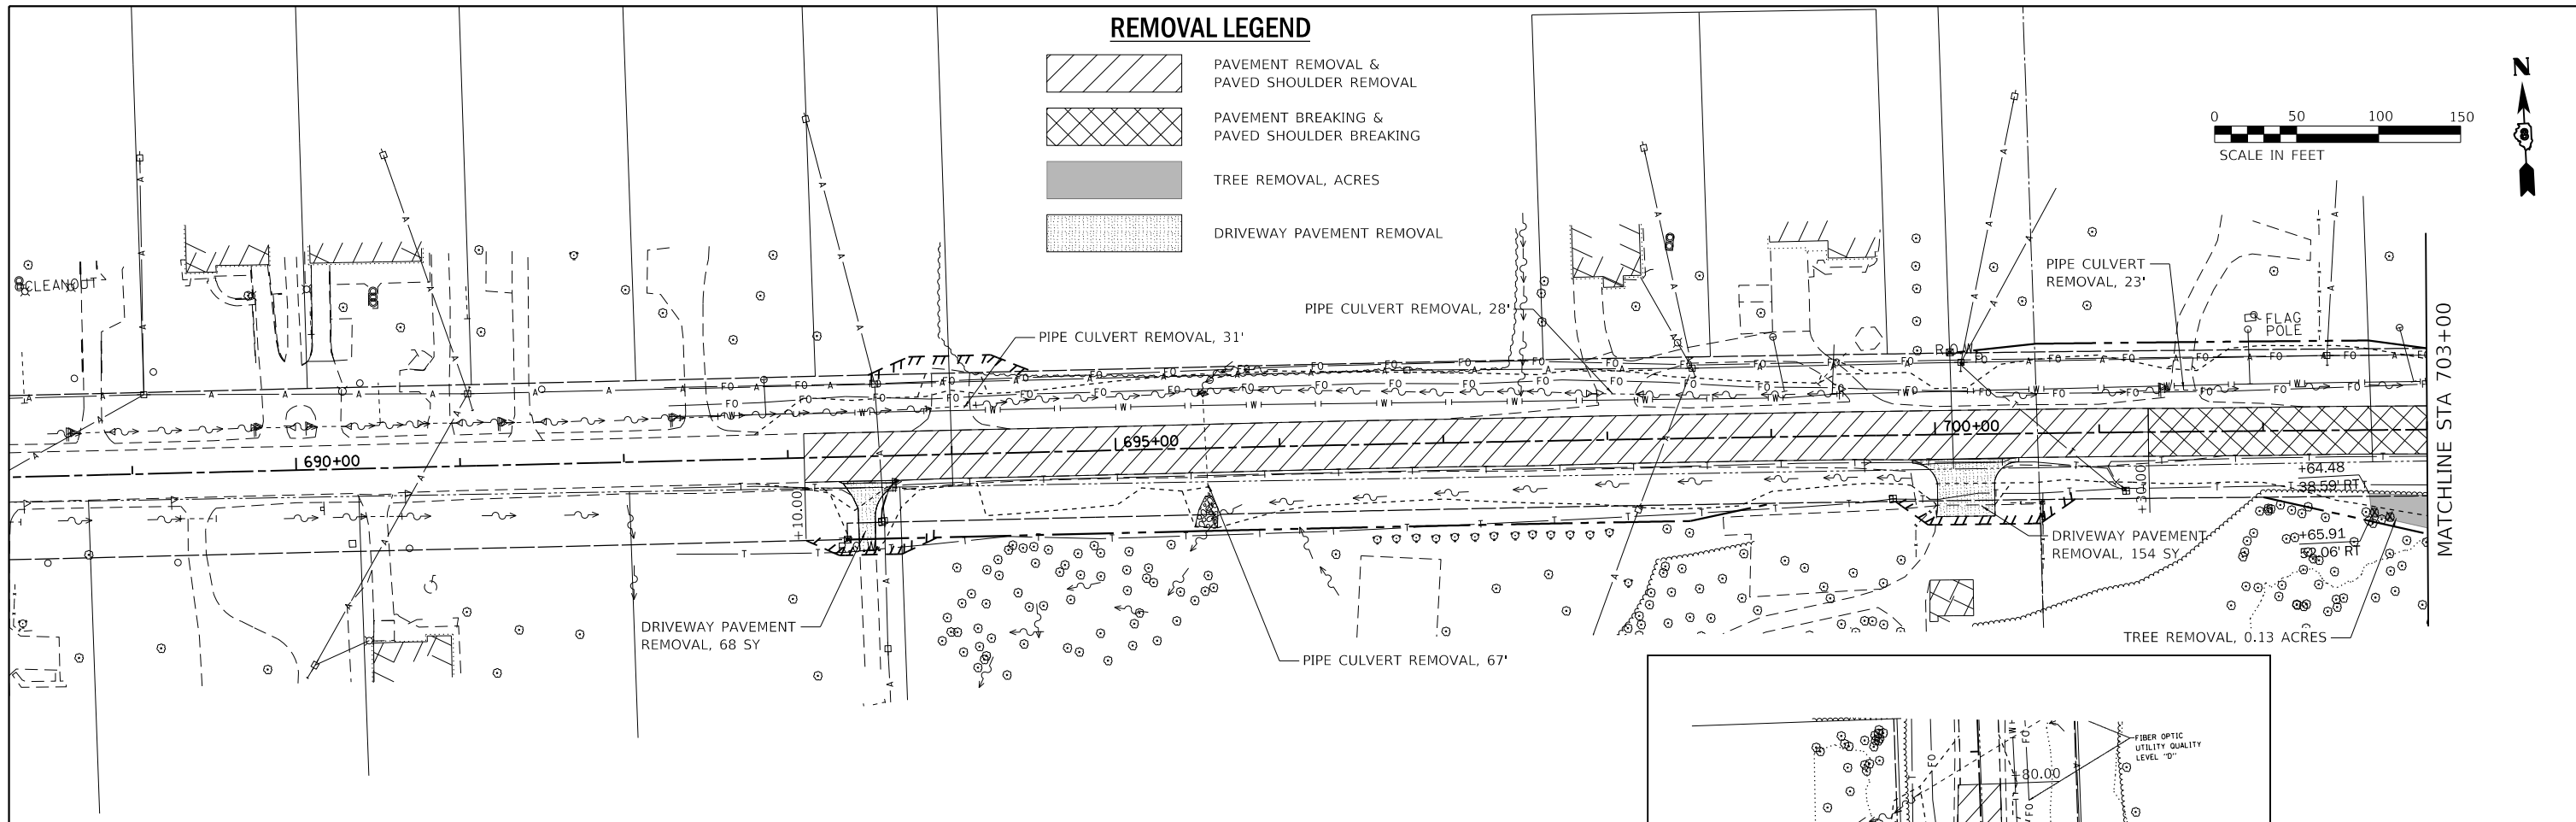 REMOVAL LEGEND
PAVEMENT REMOVAL &
PAVED SHOULDER REMOVAL
PAVEMENT BREAKING &
PAVED SHOULDER BREAKING
TREE REMOVAL, ACRES
DRIVEWAY PAVEMENT REMOVAL
N
0 50 100 150
SCALE IN FEET
CLEANOUT
PIPE CULVERT REMOVAL, 31'
PIPE CULVERT REMOVAL, 28'
PIPE CULVERT
REMOVAL, 23'
FLAG
POLE
R.O.W.
690+00
695+00
700+00
MATCHLINE STA 703+00
+10.00
+30.00
+64.48
38.59' RT
+65.91
52.06' RT
DRIVEWAY PAVEMENT
REMOVAL, 68 SY
PIPE CULVERT REMOVAL, 67'
DRIVEWAY PAVEMENT
REMOVAL, 154 SY
TREE REMOVAL, 0.13 ACRES
FIBER OPTIC
UTILITY QUALITY
LEVEL "D"
+80.00